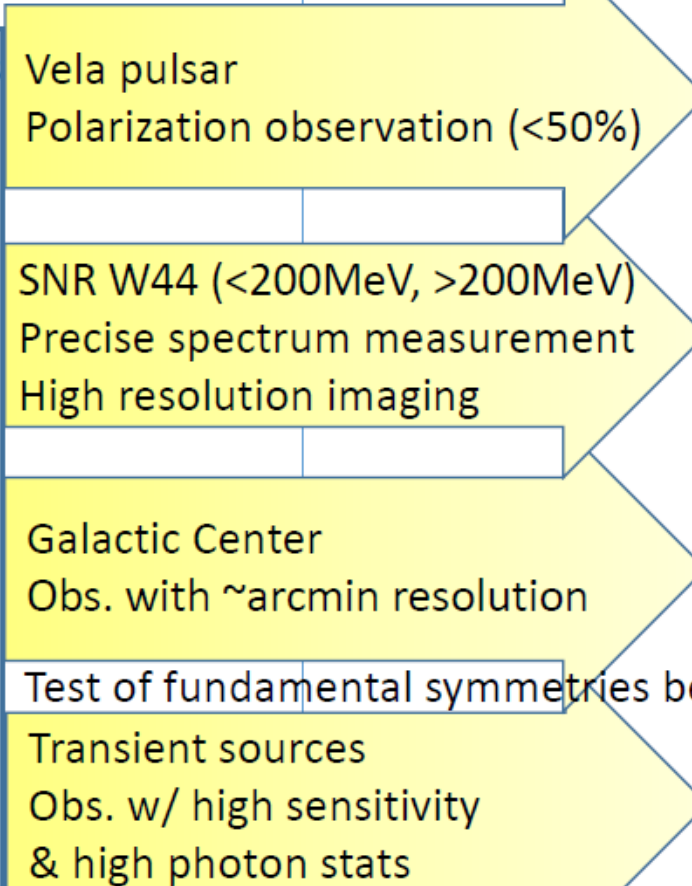 Vela pulsar
Polarization observation (<50%)
SNR W44 (<200MeV, >200MeV)
Precise spectrum measurement
High resolution imaging
Galactic Center
Obs. with ~arcmin resolution
Test of fundamental symmetries
Transient sources
Obs. w/ high sensitivity
& high photon stats